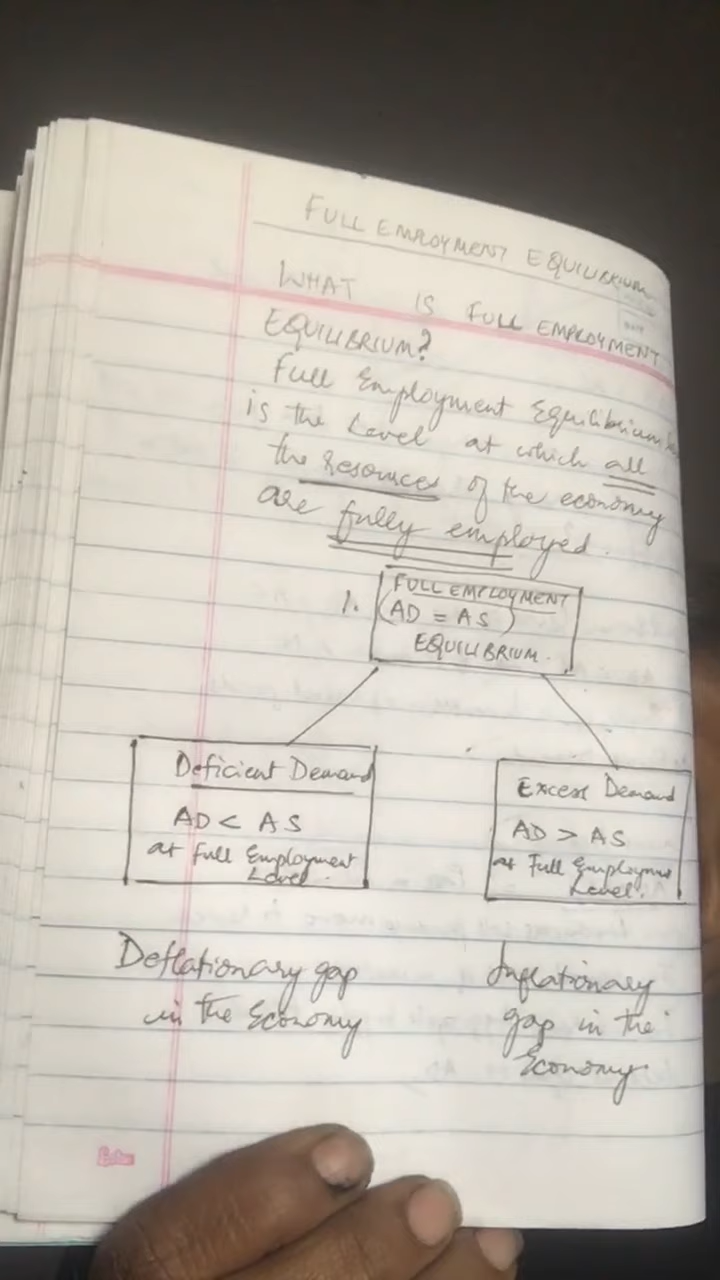 FULL EMPLOYMENT EQUILIBRIUM
WHAT IS FULL EMPLOYMENT
EQUILIBRIUM?
Full Employment Equilibrium
is the Level at which all
the Resources of the economy
are fully employed.
1. FULL EMPLOYMENT
(AD = AS)
EQUILIBRIUM.
Deficient Demand
AD < AS
at Full Employment
Level.
Excess Demand
AD > AS
at Full Employment
Level.
Deflationary gap
in the Economy
Inflationary
gap in the
Economy